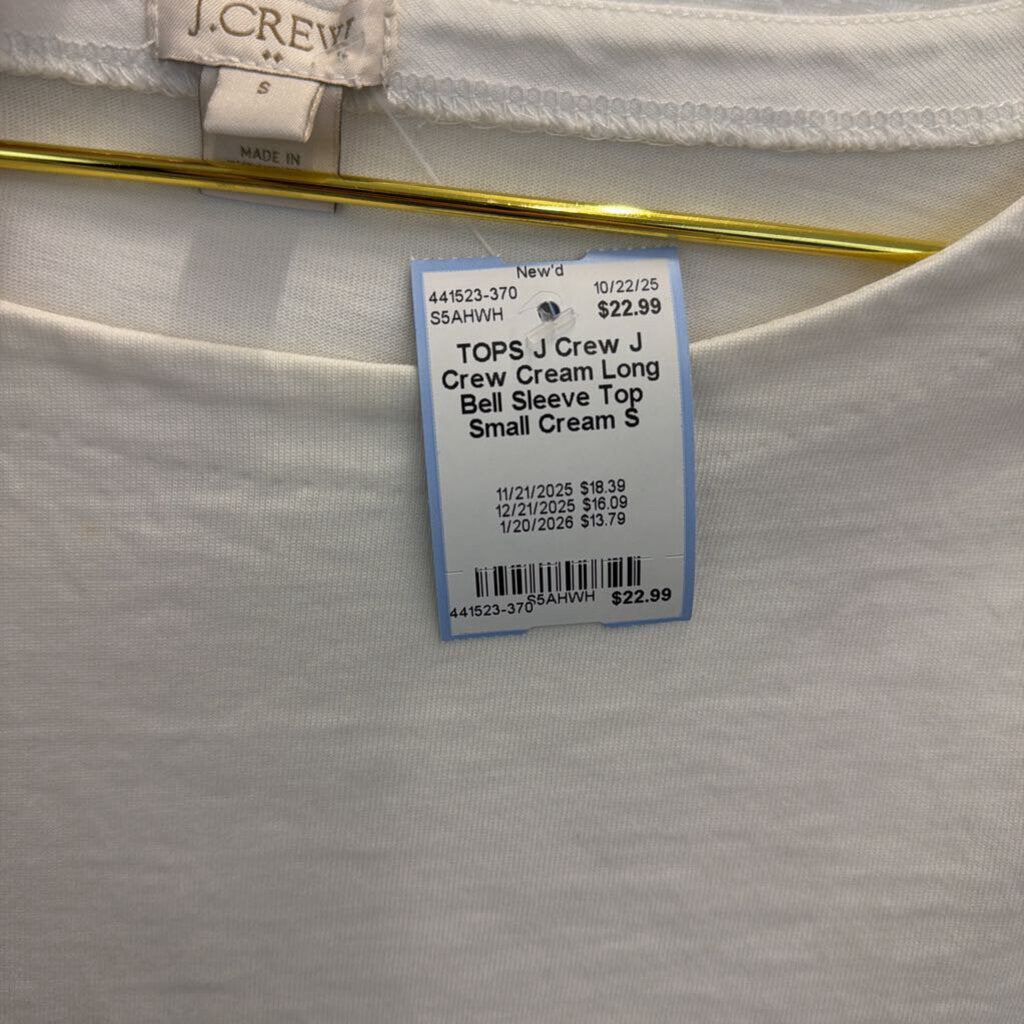 J.CREW
S
MADE IN
New'd
441523-370 10/22/25
S5AHWH $22.99
TOPS J Crew J
Crew Cream Long
Bell Sleeve Top
Small Cream S
11/21/2025 $18.39
12/21/2025 $16.09
1/20/2026 $13.79
441523-370 S5AHWH $22.99